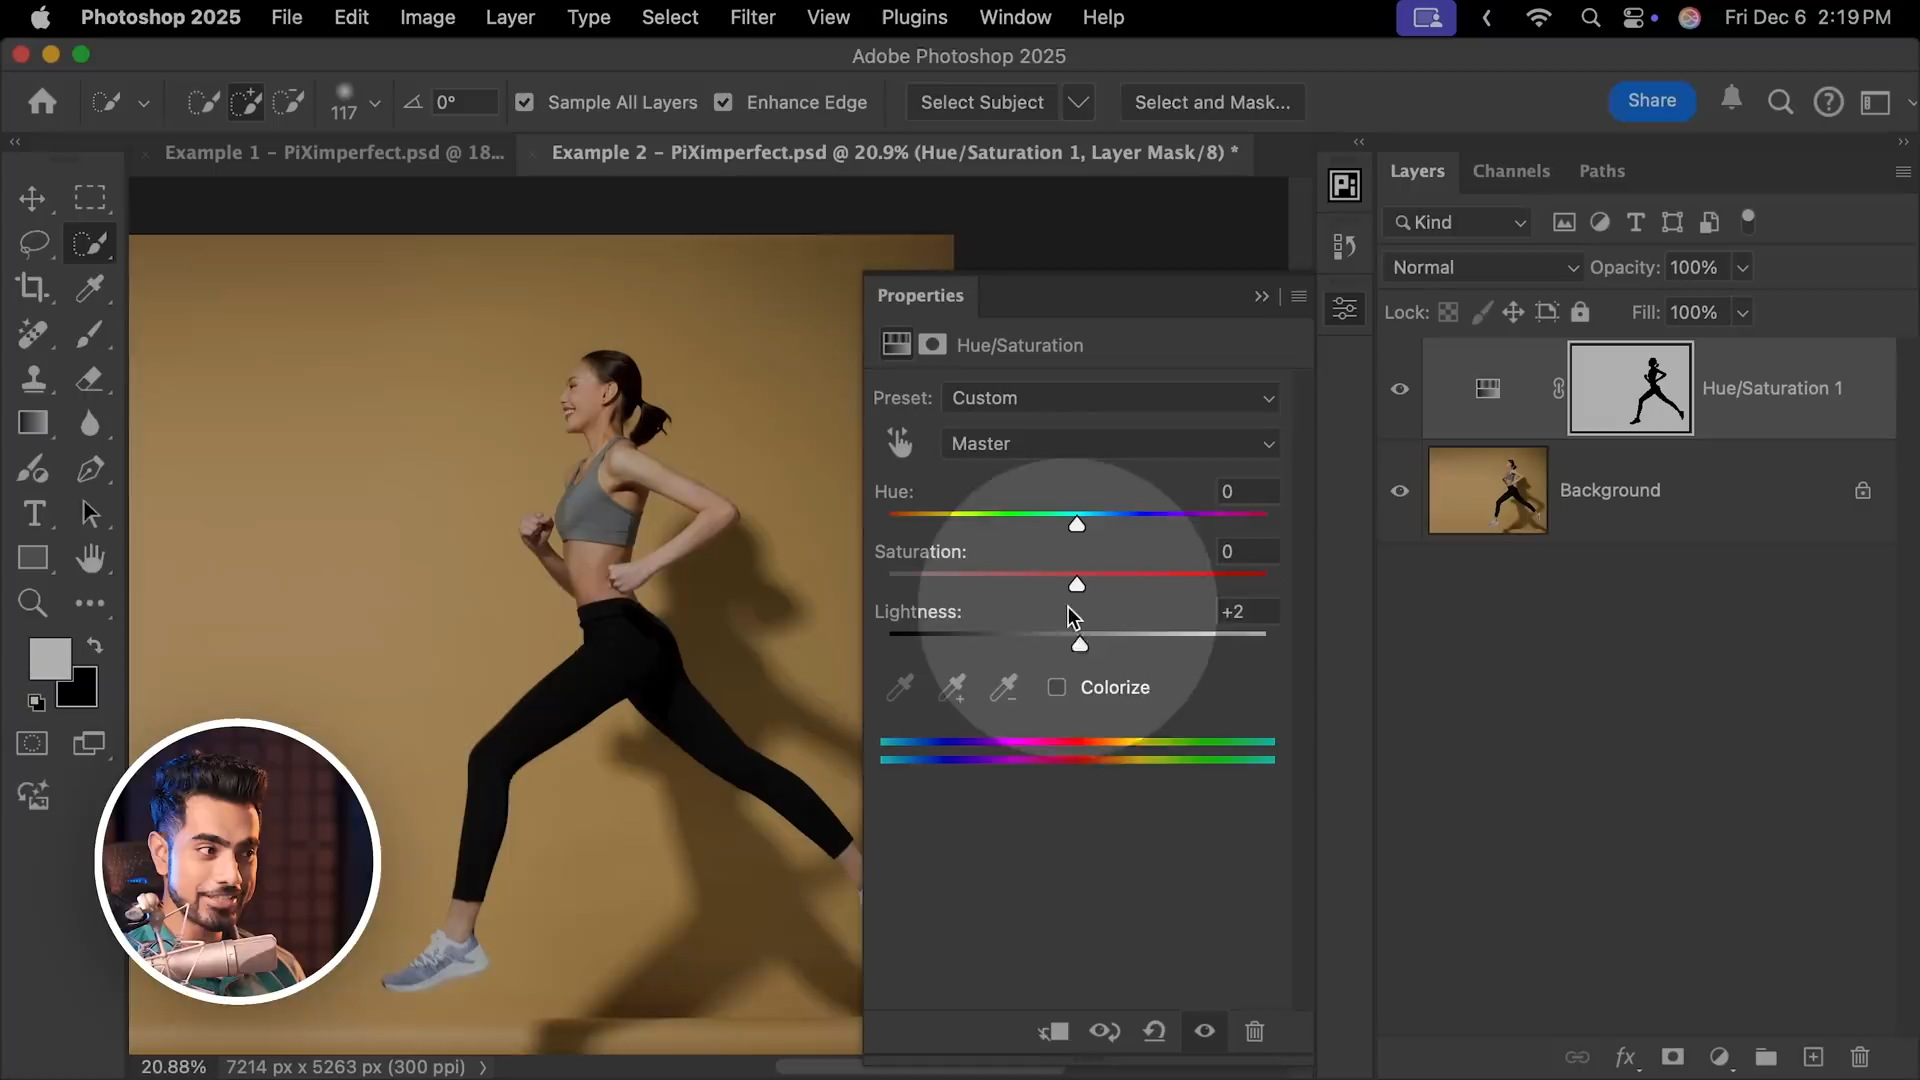 Photoshop 2025 File Edit Image Layer Type Select Filter View Plugins Window Help Fri Dec 6 2:19 PM
Adobe Photoshop 2025
117 0° Sample All Layers Enhance Edge Select Subject Select and Mask... Share
Example 1 - PiXimperfect.psd @ 18... Example 2 - PiXimperfect.psd @ 20.9% (Hue/Saturation 1, Layer Mask/8) *
Pi
Layers Channels Paths
Kind
Normal Opacity: 100%
Lock: Fill: 100%
Hue/Saturation 1
Background
Properties
Hue/Saturation
Preset: Custom
Master
Hue: 0
Saturation: 0
Lightness: +2
Colorize
20.88% 7214 px x 5263 px (300 ppi)
fx